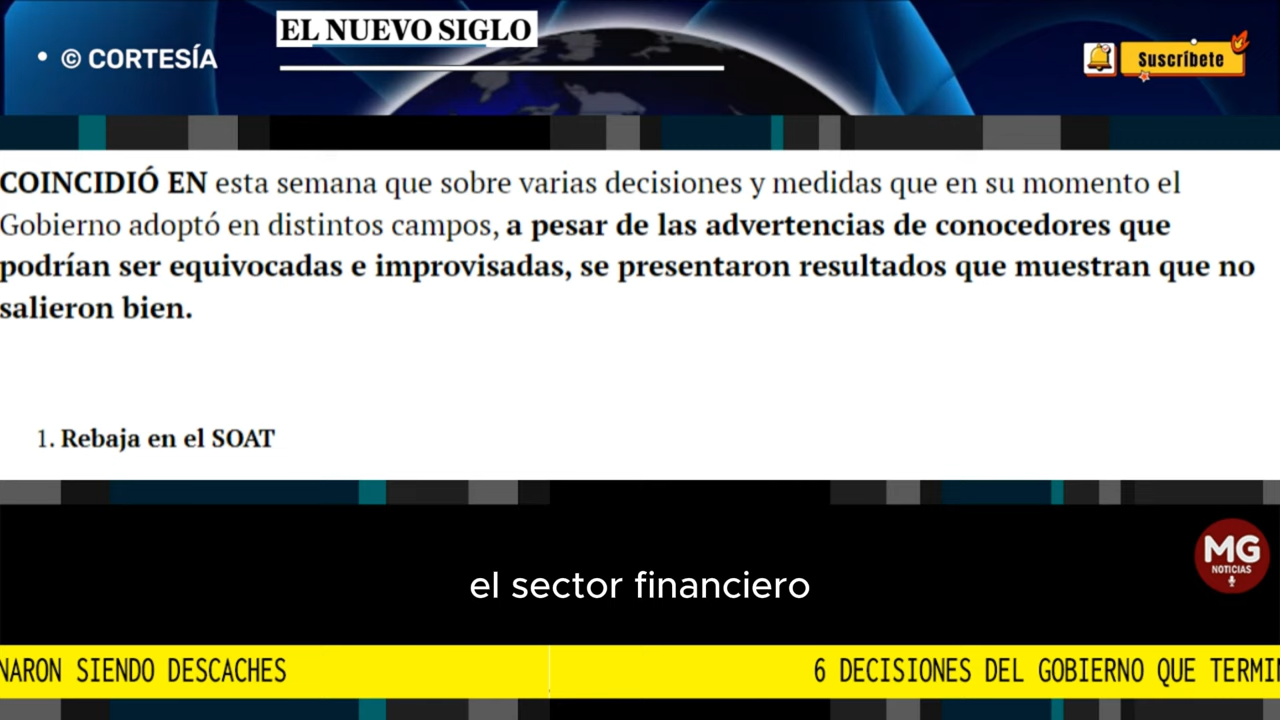 EL NUEVO SIGLO
• © CORTESÍA
Suscríbete
COINCIDIÓ EN esta semana que sobre varias decisiones y medidas que en su momento el
Gobierno adoptó en distintos campos, a pesar de las advertencias de conocedores que
podrían ser equivocadas e improvisadas, se presentaron resultados que muestran que no
salieron bien.
1. Rebaja en el SOAT
MG
NOTICIAS
el sector financiero
NARON SIENDO DESCACHES
6 DECISIONES DEL GOBIERNO QUE TERMI